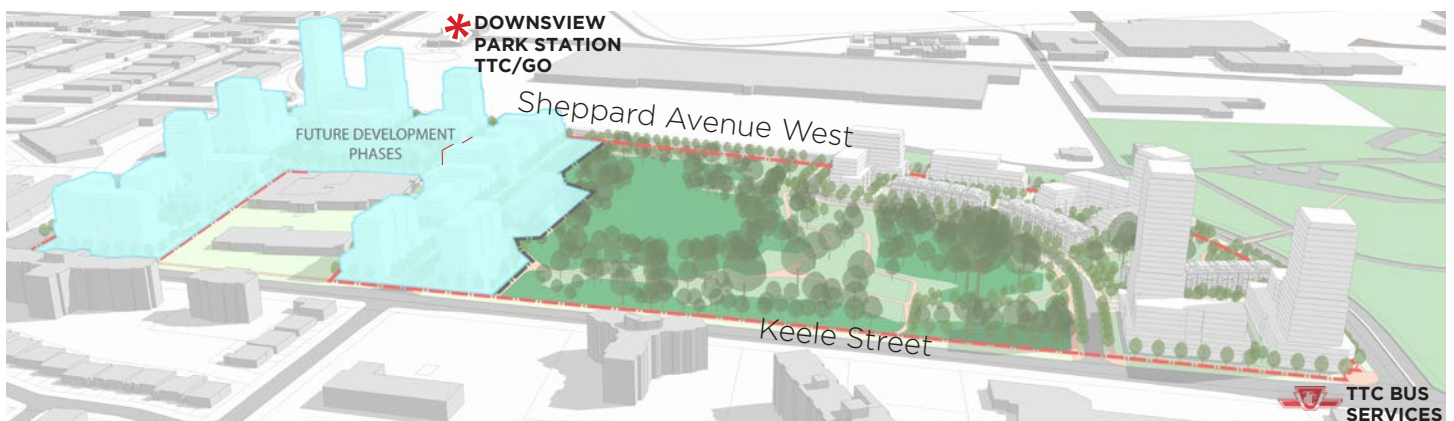 DOWNSVIEW
PARK STATION
TTC/GO
Sheppard Avenue West
FUTURE DEVELOPMENT
PHASES
Keele Street
TTC BUS
SERVICES